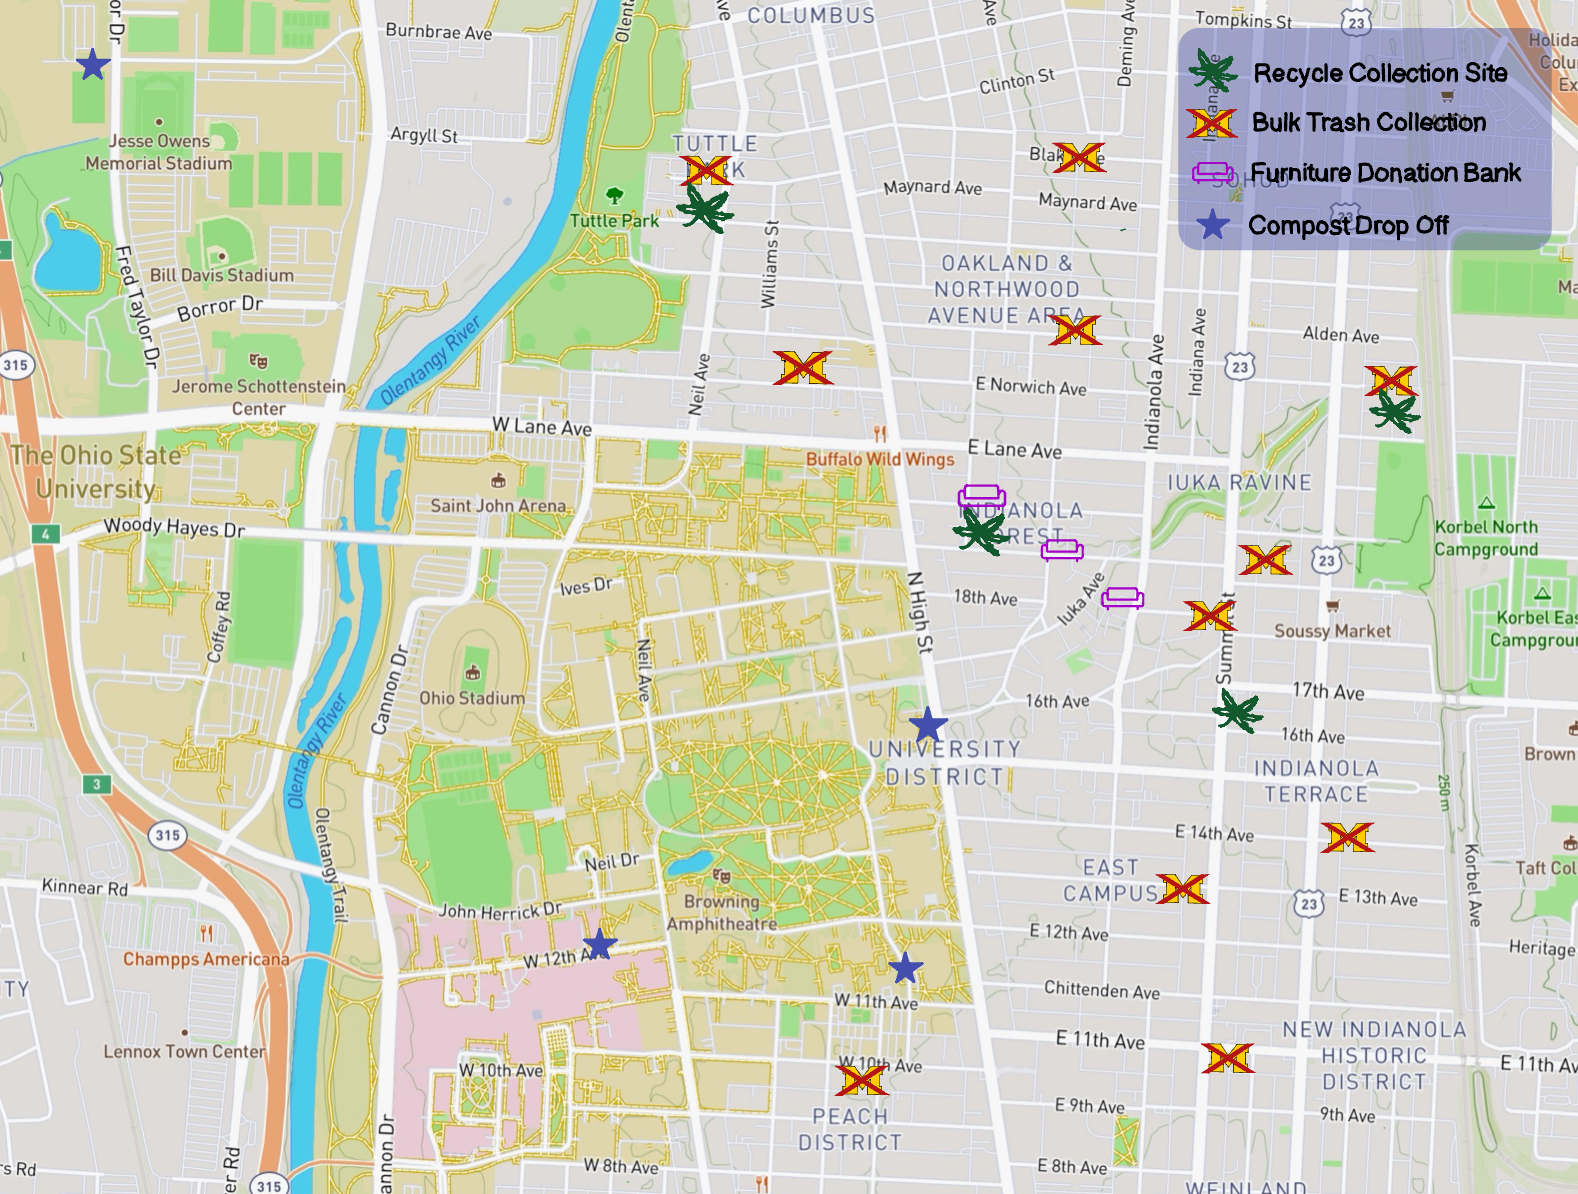 COLUMBUS
Tompkins St
23
Burnbrae Ave
Deming Ave
Holida
Colu
Ex
Clinton St
Recycle Collection Site
Bulk Trash Collection
Furniture Donation Bank
Compost Drop Off
Jesse Owens
Memorial Stadium
Argyll St
TUTTLE
Maynard Ave
Maynard Ave
SOHUD
23
Tuttle Park
Williams St
Fred Taylor Dr
Bill Davis Stadium
Borror Dr
OAKLAND &
NORTHWOOD
AVENUE AREA
Alden Ave
315
Olentangy River
Jerome Schottenstein
Center
Neil Ave
E Norwich Ave
Indianola Ave
Indiana Ave
23
W Lane Ave
E Lane Ave
Buffalo Wild Wings
The Ohio State
University
IUKA RAVINE
Saint John Arena
4
Woody Hayes Dr
Korbel North
Campground
23
Ives Dr
N High St
18th Ave
Iuka Ave
Coffey Rd
Neil Ave
Summit St
Soussy Market
Korbel Eas
Campgroun
Cannon Dr
Ohio Stadium
16th Ave
17th Ave
Olentangy River
16th Ave
Brown
UNIVERSITY
DISTRICT
INDIANOLA
TERRACE
250 m
3
315
Olentangy Trail
Neil Dr
E 14th Ave
Korbel Ave
Taft Col
EAST
CAMPUS
Kinnear Rd
John Herrick Dr
Browning
Amphitheatre
23
E 13th Ave
E 12th Ave
Heritage
Champps Americana
W 12th Ave
W 11th Ave
Chittenden Ave
ITY
Lennox Town Center
E 11th Ave
NEW INDIANOLA
HISTORIC
DISTRICT
E 11th Av
W 10th Ave
W 10th Ave
PEACH
DISTRICT
E 9th Ave
9th Ave
annon Dr
er Rd
rs Rd
W 8th Ave
E 8th Ave
315
WEINLAND